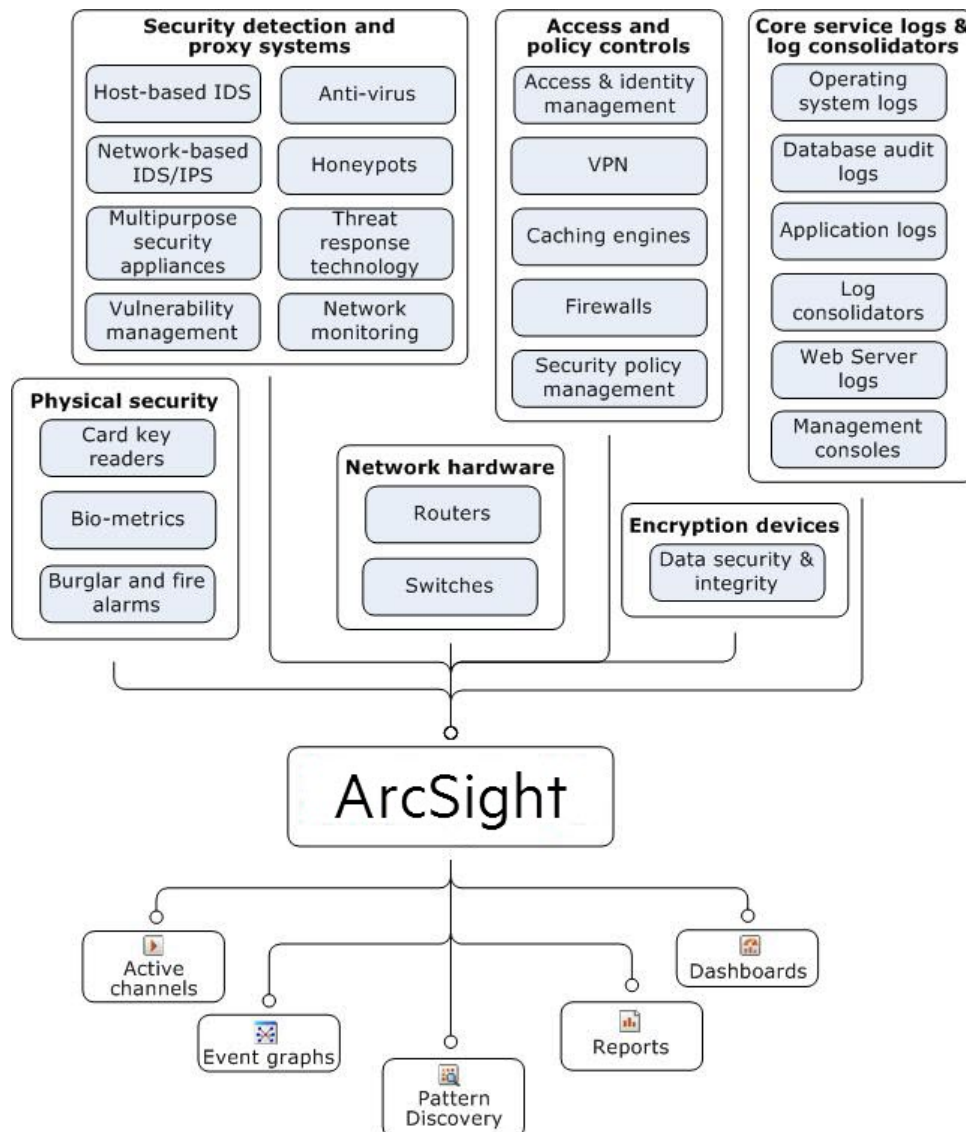 Security detection and
proxy systems
Host-based IDS
Anti-virus
Network-based
IDS/IPS
Honeypots
Multipurpose
security
appliances
Threat
response
technology
Vulnerability
management
Network
monitoring
Access and
policy controls
Access & identity
management
VPN
Caching engines
Firewalls
Security policy
management
Core service logs &
log consolidators
Operating
system logs
Database audit
logs
Application logs
Log
consolidators
Web Server
logs
Management
consoles
Physical security
Card key
readers
Bio-metrics
Burglar and fire
alarms
Network hardware
Routers
Switches
Encryption devices
Data security &
integrity
ArcSight
Active
channels
Event graphs
Pattern
Discovery
Reports
Dashboards